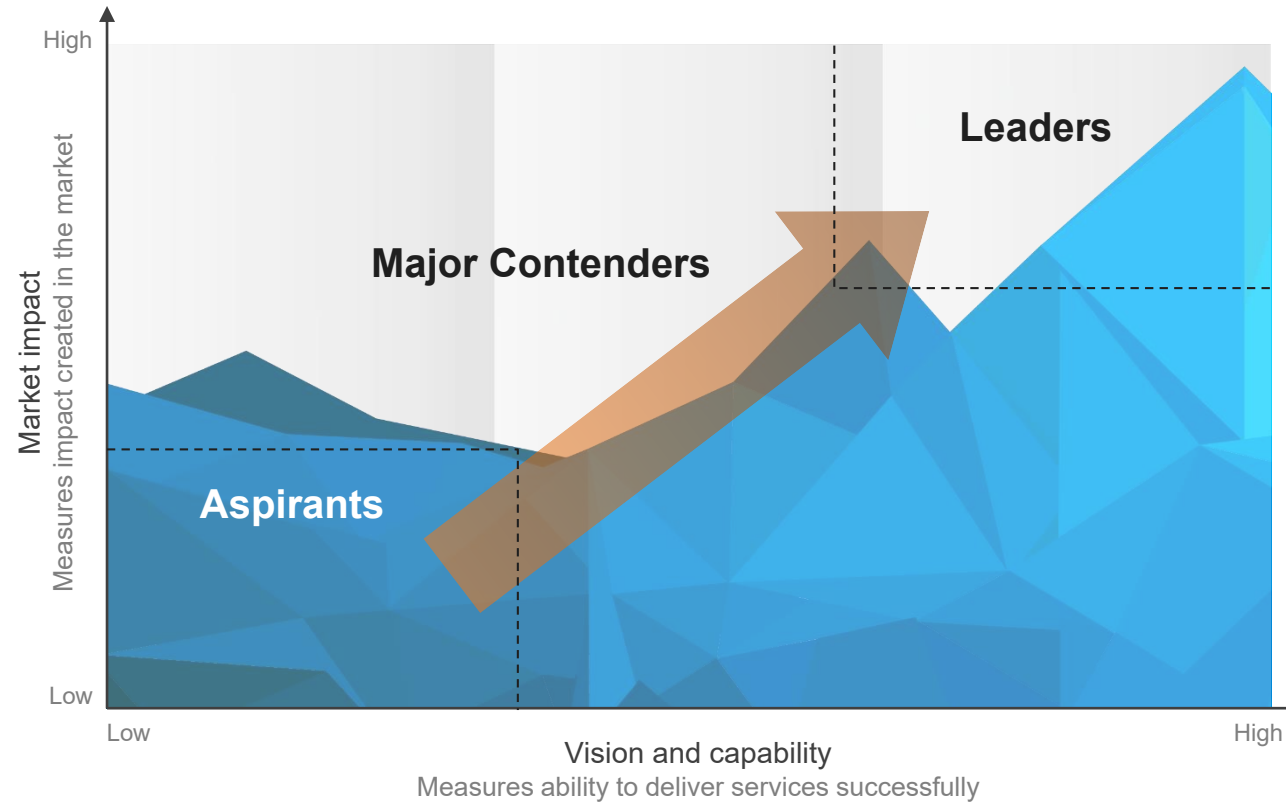 High
Leaders
Major Contenders
Market impact
Measures impact created in the market
Aspirants
Low
Low
High
Vision and capability
Measures ability to deliver services successfully